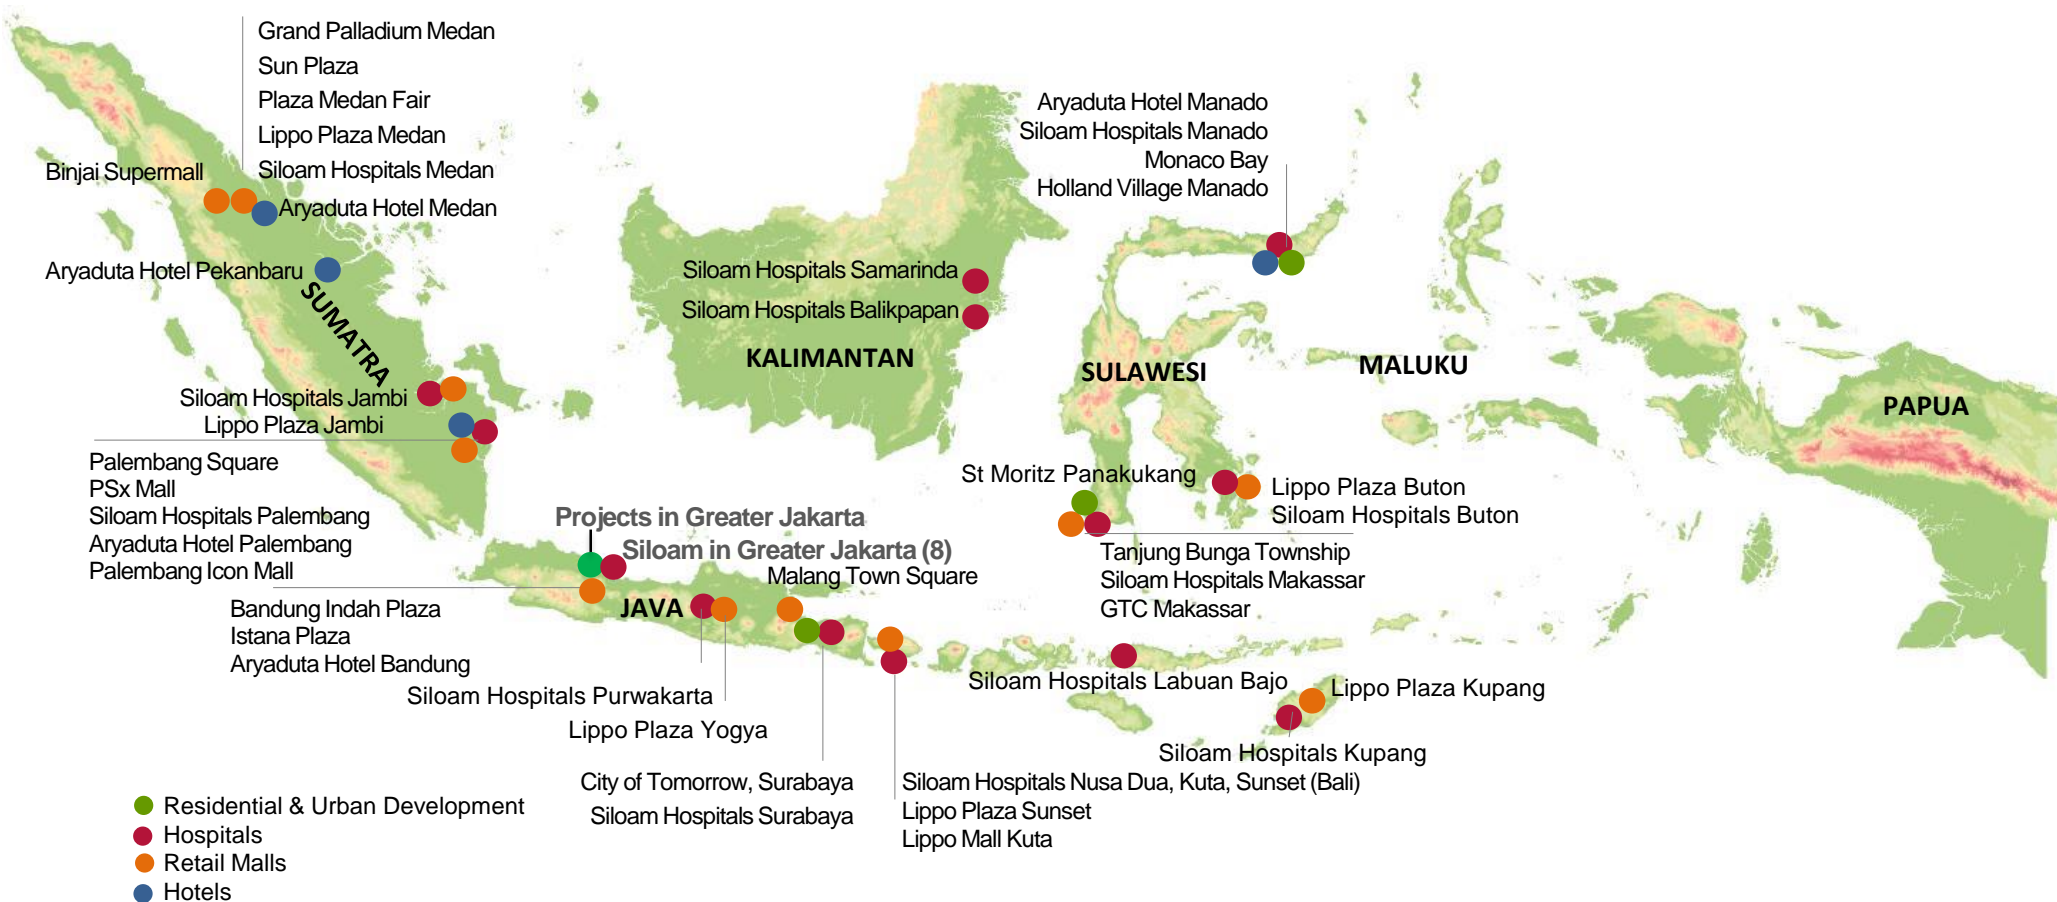 Grand Palladium Medan
Sun Plaza
Plaza Medan Fair
Lippo Plaza Medan
Siloam Hospitals Medan
Binjai Supermall
Aryaduta Hotel Medan
Aryaduta Hotel Pekanbaru
SUMATRA
Siloam Hospitals Jambi
Lippo Plaza Jambi
Palembang Square
PSx Mall
Siloam Hospitals Palembang
Aryaduta Hotel Palembang
Palembang Icon Mall
Siloam Hospitals Samarinda
Siloam Hospitals Balikpapan
KALIMANTAN
Aryaduta Hotel Manado
Siloam Hospitals Manado
Monaco Bay
Holland Village Manado
SULAWESI
MALUKU
PAPUA
St Moritz Panakukang
Lippo Plaza Buton
Siloam Hospitals Buton
Tanjung Bunga Township
Siloam Hospitals Makassar
GTC Makassar
Projects in Greater Jakarta
Siloam in Greater Jakarta (8)
Malang Town Square
JAVA
Bandung Indah Plaza
Istana Plaza
Aryaduta Hotel Bandung
Siloam Hospitals Purwakarta
Lippo Plaza Yogya
City of Tomorrow, Surabaya
Siloam Hospitals Surabaya
Siloam Hospitals Nusa Dua, Kuta, Sunset (Bali)
Lippo Plaza Sunset
Lippo Mall Kuta
Siloam Hospitals Labuan Bajo
Lippo Plaza Kupang
Siloam Hospitals Kupang
Residential & Urban Development
Hospitals
Retail Malls
Hotels